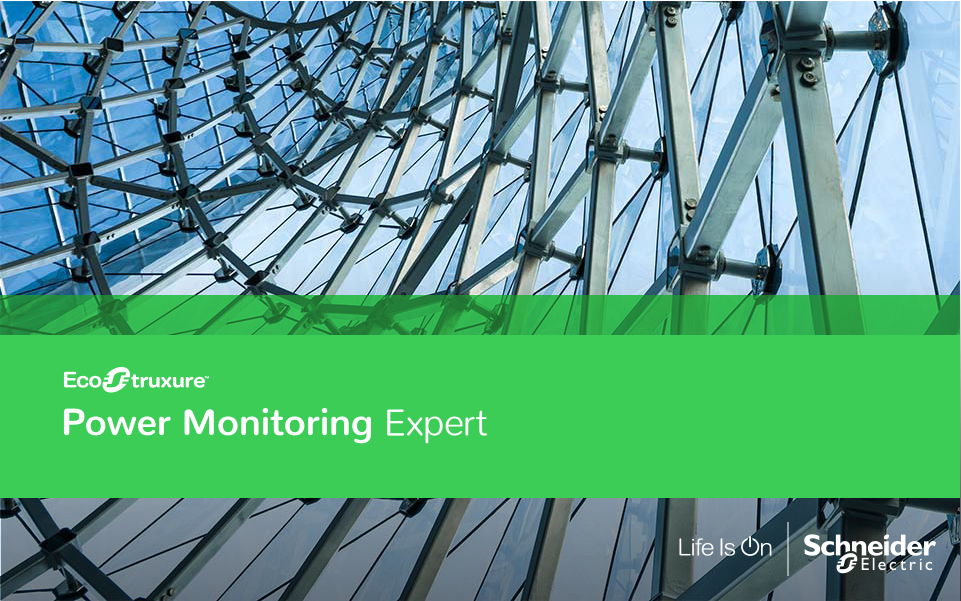 EcoStruxure™
Power Monitoring Expert
Life Is On
Schneider
Electric